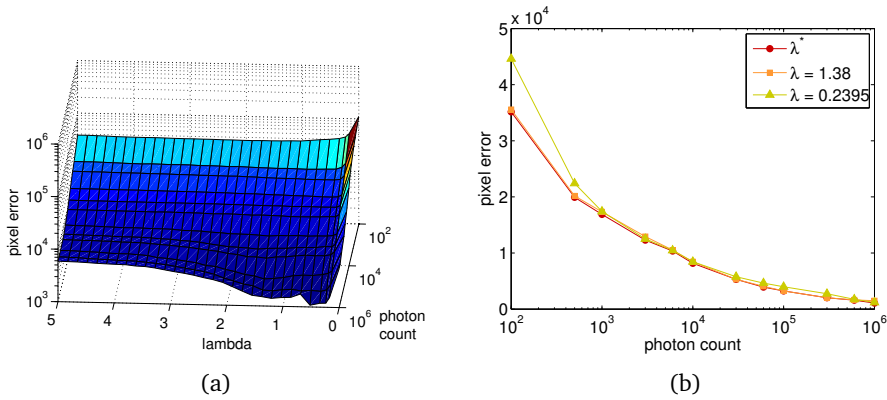 10^6
10^5
10^4
10^3
pixel error
5
4
3
2
1
0
lambda
10^2
10^4
10^6
photon
count
(a)
x 10^4
5
4
3
2
1
0
pixel error
10^2
10^3
10^4
10^5
10^6
photon count
λ*
λ = 1.38
λ = 0.2395
(b)